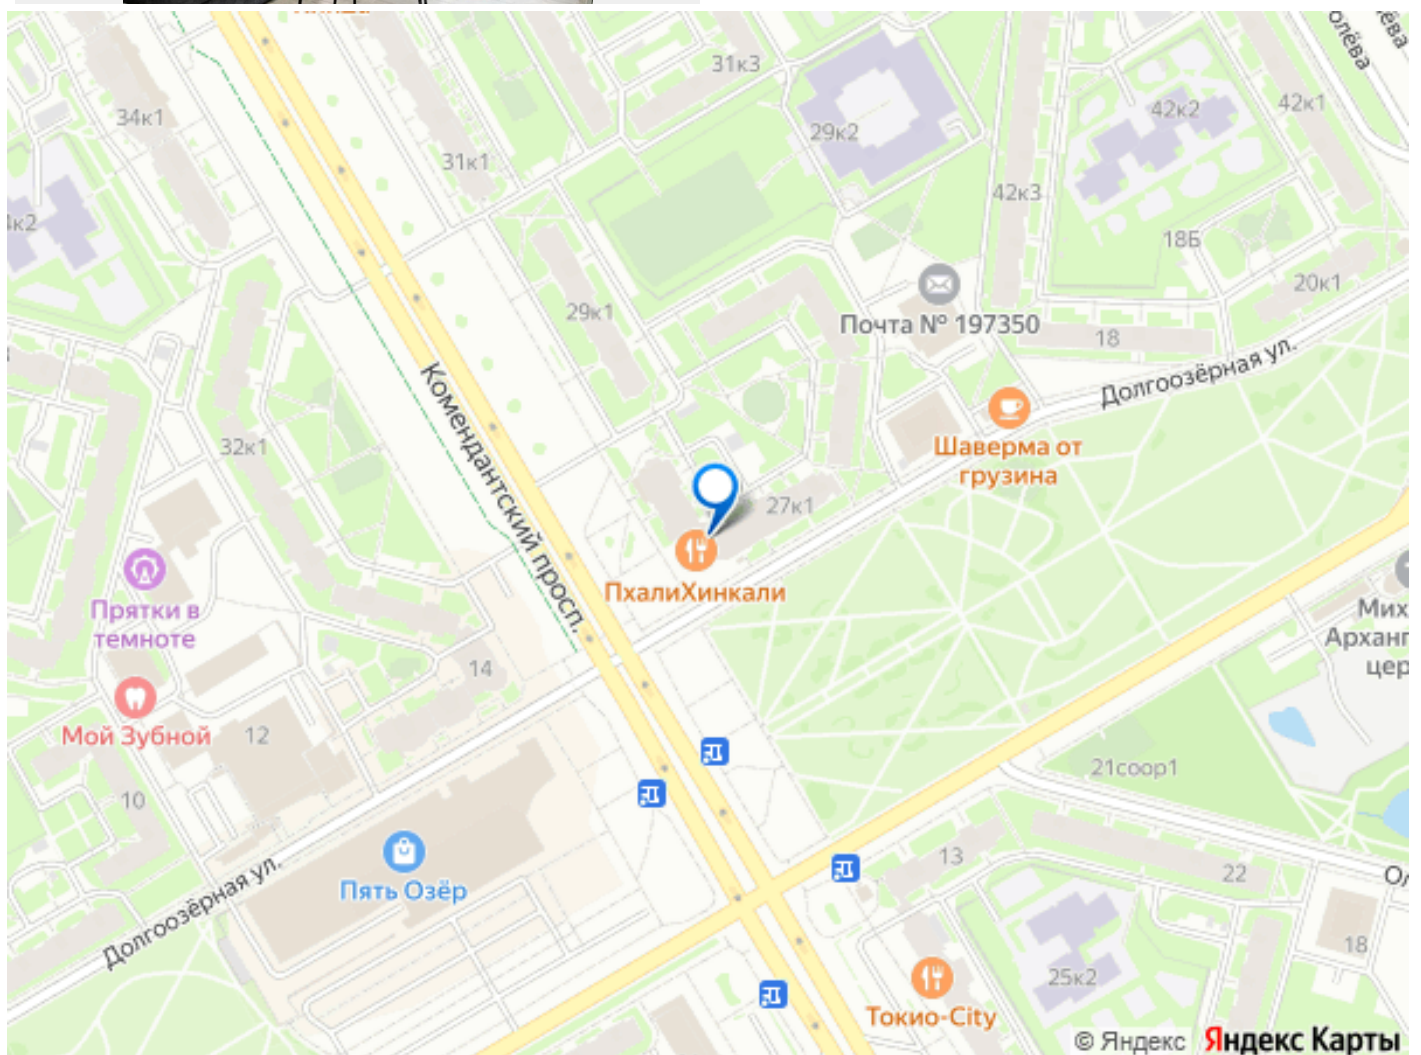 34к1
31к3
42к2
42к1
29к2
31к1
42к3
18Б
20к1
29к1
Почта № 197350
18
Долгоозёрная ул.
Комендантский просп.
32к1
Шаверма от
грузина
27к1
ПхалиХинкали
Прятки в
темноте
14
Мой Зубной
12
10
21соор1
Пять Озёр
13
22
Долгоозёрная ул.
18
25к2
Токио-City
© Яндекс Яндекс Карты